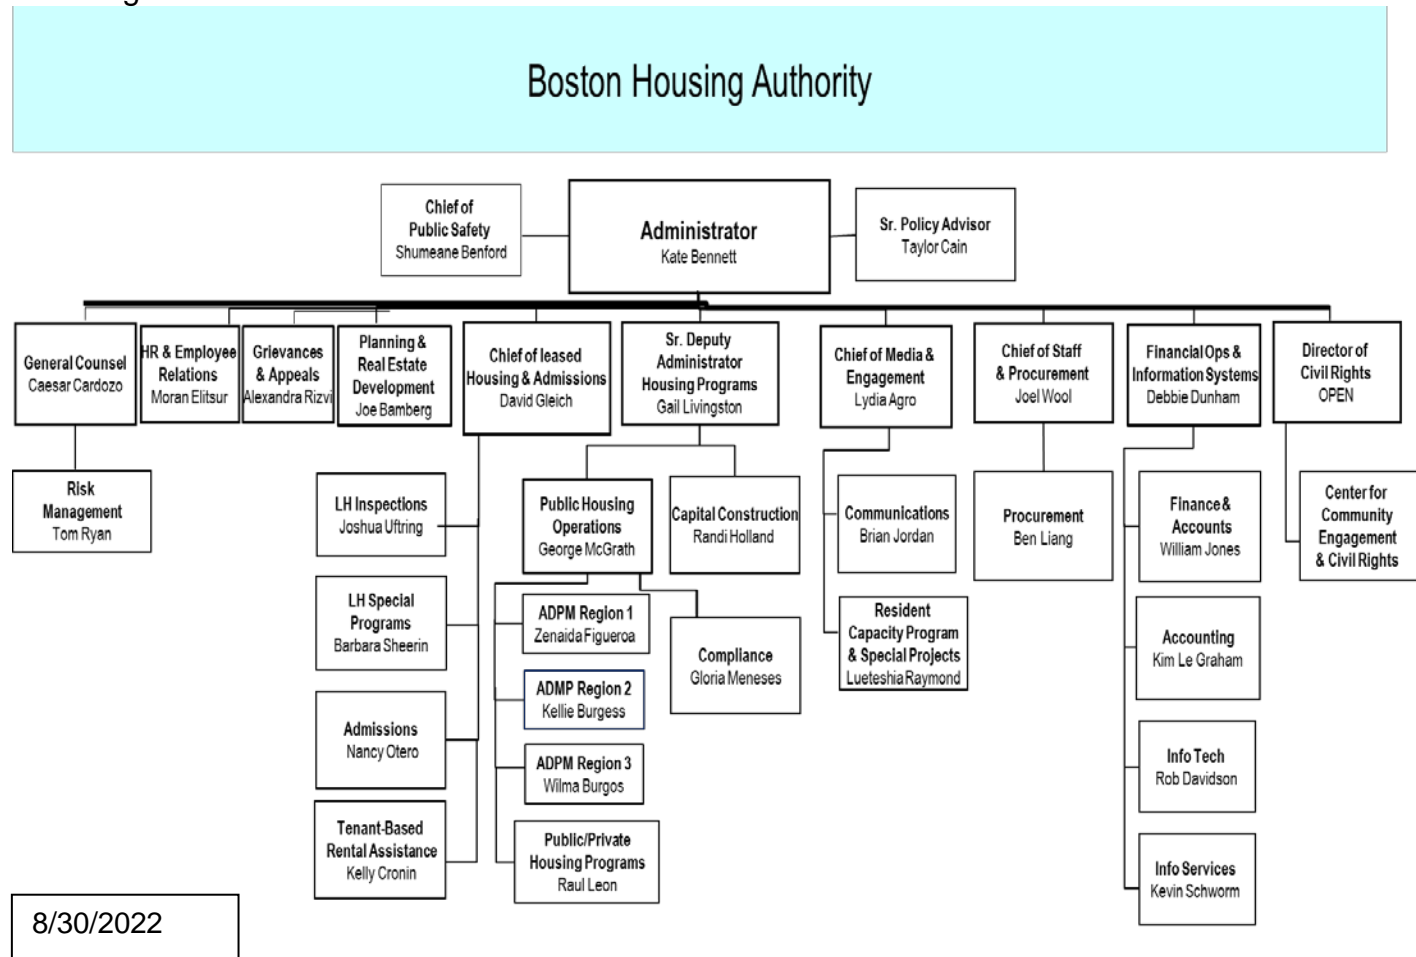 Boston Housing Authority
Chief of
Public Safety
Shumeane Benford
Administrator
Kate Bennett
Sr. Policy Advisor
Taylor Cain
General Counsel
Caesar Cardozo
HR & Employee
Relations
Moran Elitsur
Grievances
& Appeals
Alexandra Rizvi
Planning &
Real Estate
Development
Joe Bamberg
Chief of leased
Housing & Admissions
David Gleich
Sr. Deputy
Administrator
Housing Programs
Gail Livingston
Chief of Media &
Engagement
Lydia Agro
Chief of Staff
& Procurement
Joel Wool
Financial Ops &
Information Systems
Debbie Dunham
Director of
Civil Rights
OPEN
Risk
Management
Tom Ryan
LH Inspections
Joshua Uftring
LH Special
Programs
Barbara Sheerin
Admissions
Nancy Otero
Tenant-Based
Rental Assistance
Kelly Cronin
Public Housing
Operations
George McGrath
Capital Construction
Randi Holland
ADPM Region 1
Zenaida Figueroa
ADMP Region 2
Kellie Burgess
ADPM Region 3
Wilma Burgos
Public/Private
Housing Programs
Raul Leon
Compliance
Gloria Meneses
Communications
Brian Jordan
Resident
Capacity Program
& Special Projects
Lueteshia Raymond
Procurement
Ben Liang
Finance &
Accounts
William Jones
Accounting
Kim Le Graham
Info Tech
Rob Davidson
Info Services
Kevin Schworm
Center for
Community
Engagement
& Civil Rights
8/30/2022